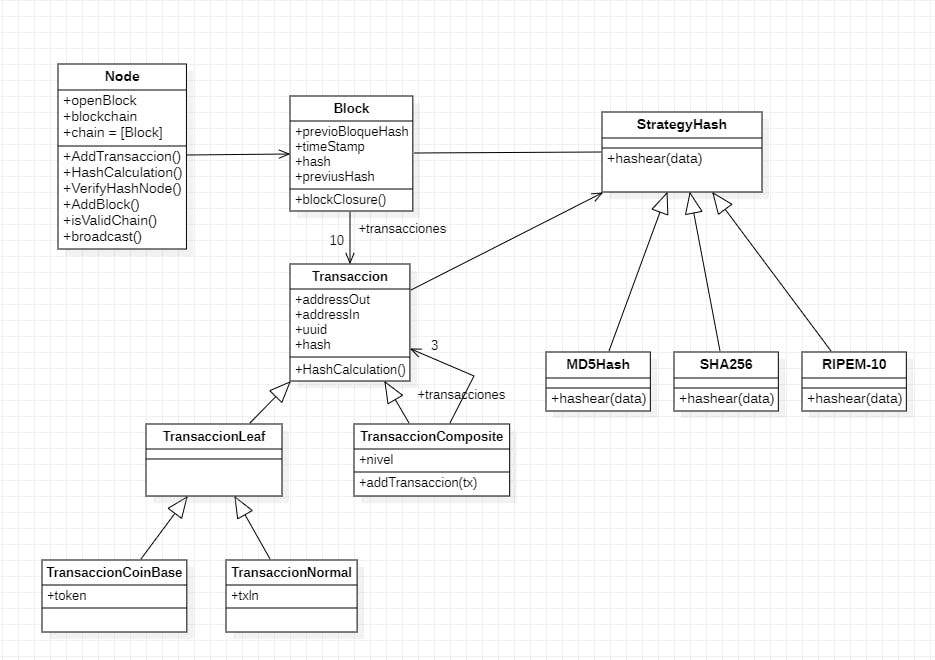 Node
+openBlock
+blockchain
+chain = [Block]
+AddTransaccion()
+HashCalculation()
+VerifyHashNode()
+AddBlock()
+isValidChain()
+broadcast()
Block
+previoBloqueHash
+timeStamp
+hash
+previusHash
+blockClosure()
StrategyHash
+hashear(data)
+transacciones
10
Transaccion
+addressOut
+addressIn
+uuid
+hash
+HashCalculation()
3
+transacciones
MD5Hash
+hashear(data)
SHA256
+hashear(data)
RIPEM-10
+hashear(data)
TransaccionLeaf
TransaccionComposite
+nivel
+addTransaccion(tx)
TransaccionCoinBase
+token
TransaccionNormal
+txIn